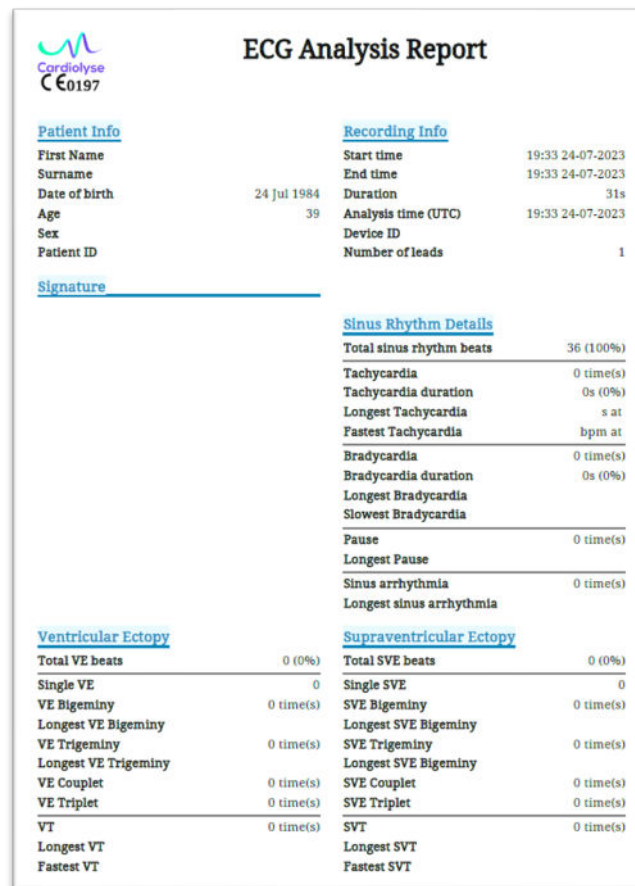 Cardiolyse
CE0197
ECG Analysis Report
Patient Info
First Name
Surname
Date of birth 24 Jul 1984
Age 39
Sex
Patient ID
Signature
Recording Info
Start time 19:33 24-07-2023
End time 19:33 24-07-2023
Duration 31s
Analysis time (UTC) 19:33 24-07-2023
Device ID
Number of leads 1
Sinus Rhythm Details
Total sinus rhythm beats 36 (100%)
Tachycardia 0 time(s)
Tachycardia duration 0s (0%)
Longest Tachycardia s at
Fastest Tachycardia bpm at
Bradycardia 0 time(s)
Bradycardia duration 0s (0%)
Longest Bradycardia
Slowest Bradycardia
Pause 0 time(s)
Longest Pause
Sinus arrhythmia 0 time(s)
Longest sinus arrhythmia
Ventricular Ectopy
Total VE beats 0 (0%)
Single VE 0
VE Bigeminy 0 time(s)
Longest VE Bigeminy
VE Trigeminy 0 time(s)
Longest VE Trigeminy
VE Couplet 0 time(s)
VE Triplet 0 time(s)
VT 0 time(s)
Longest VT
Fastest VT
Supraventricular Ectopy
Total SVE beats 0 (0%)
Single SVE 0
SVE Bigeminy 0 time(s)
Longest SVE Bigeminy
SVE Trigeminy 0 time(s)
Longest SVE Bigeminy
SVE Couplet 0 time(s)
SVE Triplet 0 time(s)
SVT 0 time(s)
Longest SVT
Fastest SVT